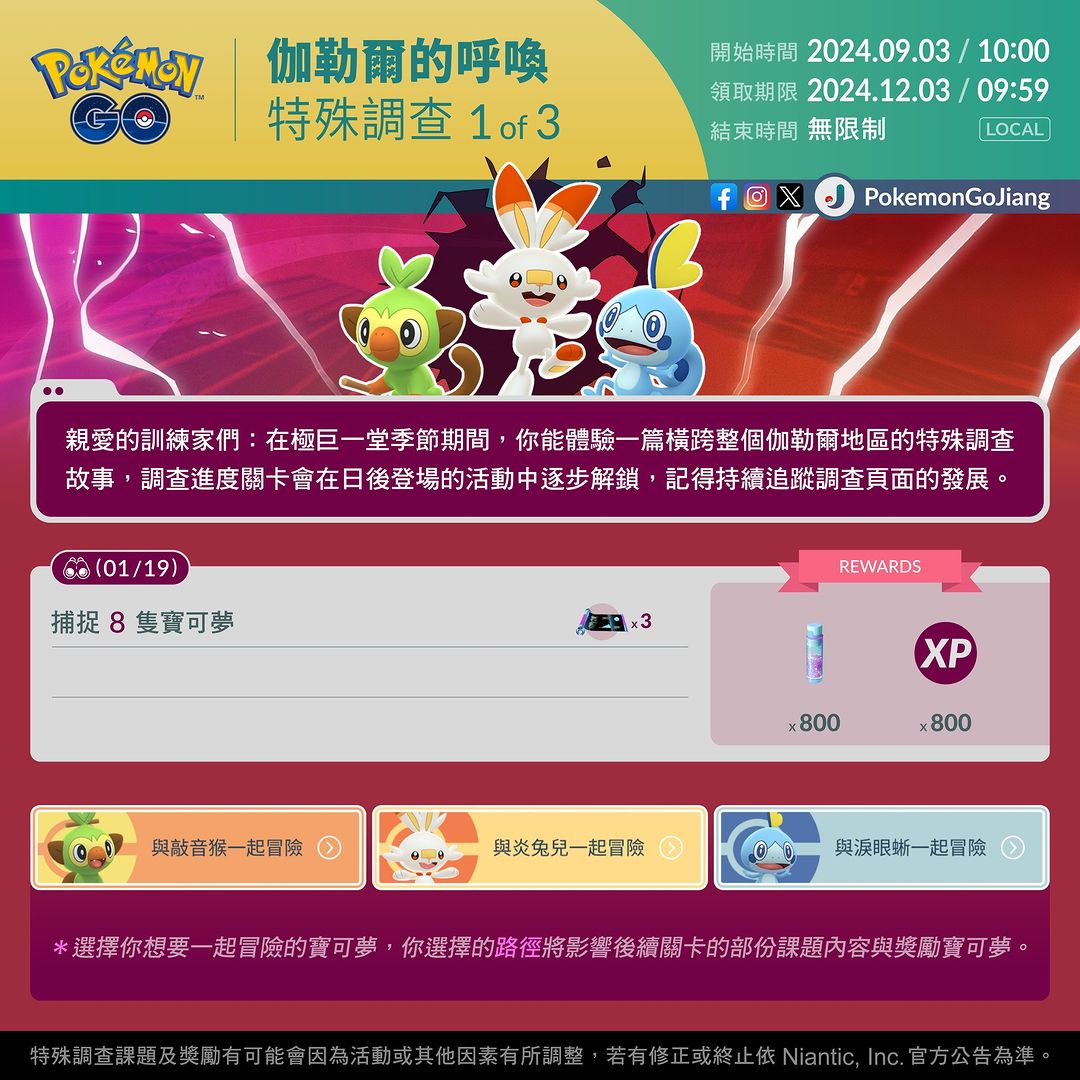 POKÉMON
GO
TM
伽勒爾的呼喚
特殊調查 1 of 3
開始時間 2024.09.03 / 10:00
領取期限 2024.12.03 / 09:59
結束時間 無限制
LOCAL
PokemonGoJiang
親愛的訓練家們：在極巨一堂季節期間，你能體驗一篇橫跨整個伽勒爾地區的特殊調查
故事，調查進度關卡會在日後登場的活動中逐步解鎖，記得持續追蹤調查頁面的發展。
(01/19)
捕捉 8 隻寶可夢
x3
REWARDS
XP
x800
x800
與敲音猴一起冒險
與炎兔兒一起冒險
與淚眼蜥一起冒險
＊選擇你想要一起冒險的寶可夢，你選擇的路徑將影響後續關卡的部份課題內容與獎勵寶可夢。
特殊調查課題及獎勵有可能會因為活動或其他因素有所調整，若有修正或終止依 Niantic, Inc. 官方公告為準。